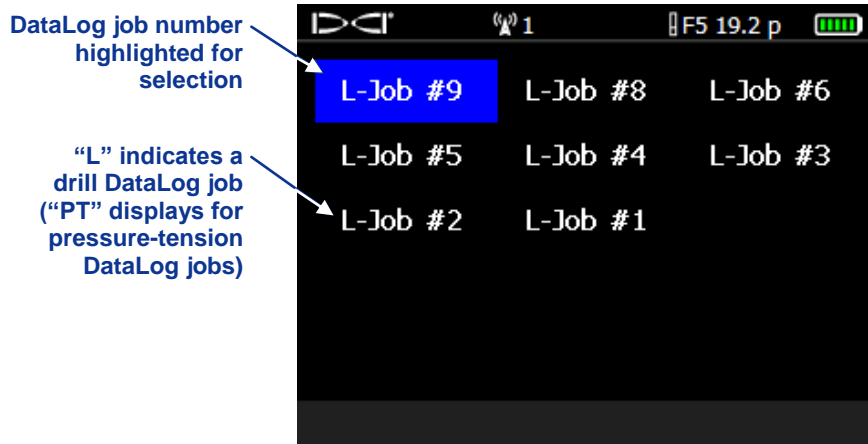 DataLog job number
highlighted for
selection
“L” indicates a
drill DataLog job
(“PT” displays for
pressure-tension
DataLog jobs)
DCI 1 F5 19.2 p
L-Job #9 L-Job #8 L-Job #6
L-Job #5 L-Job #4 L-Job #3
L-Job #2 L-Job #1